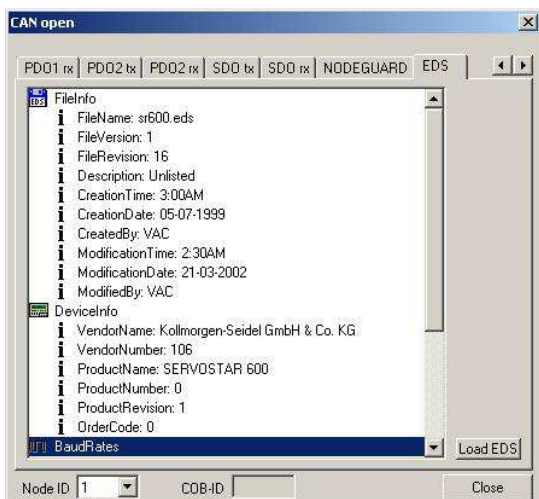 CAN open
PDO1 rx PDO2 tx PDO2 rx SDO tx SDO rx NODEGUARD EDS
EDS FileInfo
FileName: sr600.eds
FileVersion: 1
FileRevision: 16
Description: Unlisted
CreationTime: 3:00AM
CreationDate: 05-07-1999
CreatedBy: VAC
ModificationTime: 2:30AM
ModificationDate: 21-03-2002
ModifiedBy: VAC
DeviceInfo
VendorName: Kollmorgen-Seidel GmbH & Co. KG
VendorNumber: 106
ProductName: SERVOSTAR 600
ProductNumber: 0
ProductRevision: 1
OrderCode: 0
BaudRates
Load EDS
Node ID 1 COB-ID Close